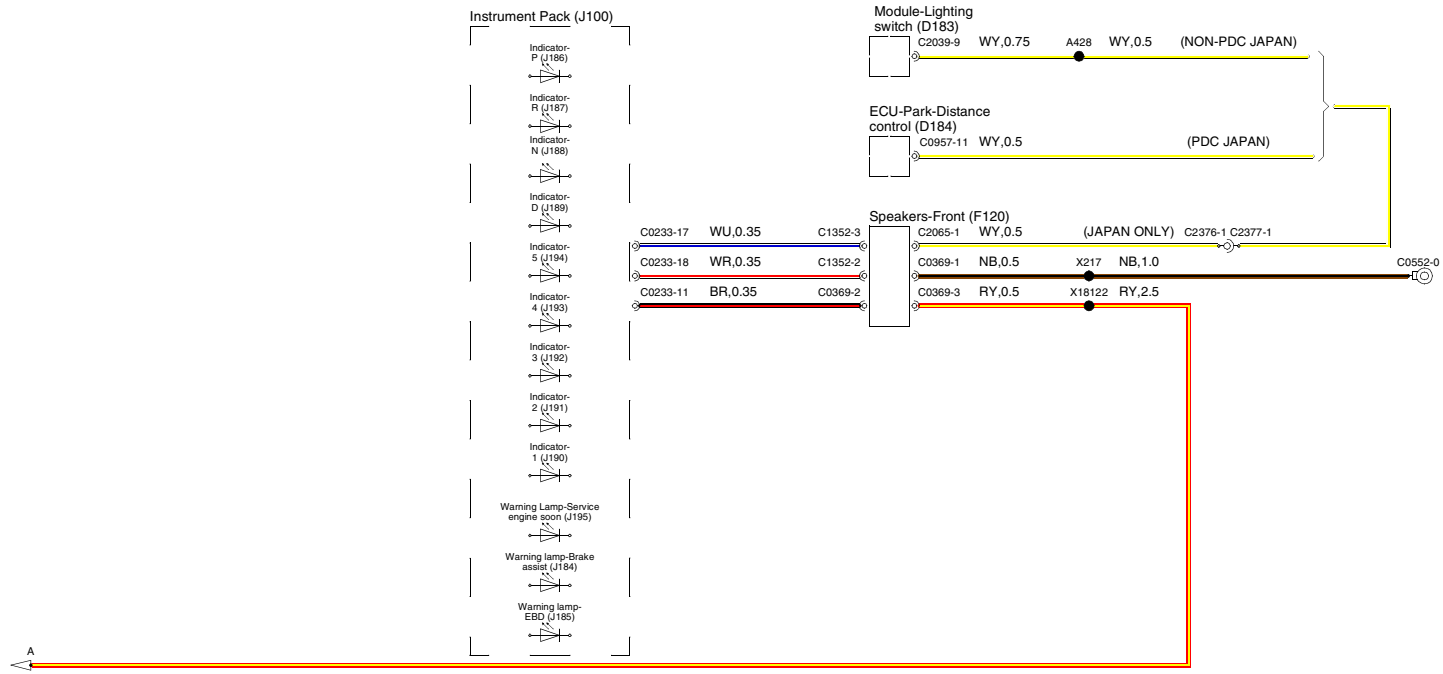 Instrument Pack (J100)
Indicator-
P (J186)
Indicator-
R (J187)
Indicator-
N (J188)
Indicator-
D (J189)
Indicator-
5 (J194)
Indicator-
4 (J193)
Indicator-
3 (J192)
Indicator-
2 (J191)
Indicator-
1 (J190)
Warning Lamp-Service
engine soon (J195)
Warning lamp-Brake
assist (J184)
Warning lamp-
EBD (J185)
Module-Lighting
switch (D183)
C2039-9 WY,0.75 A428 WY,0.5 (NON-PDC JAPAN)
ECU-Park-Distance
control (D184)
C0957-11 WY,0.5 (PDC JAPAN)
Speakers-Front (F120)
C0233-17 WU,0.35 C1352-3 C2065-1 WY,0.5 (JAPAN ONLY) C2376-1 C2377-1
C0233-18 WR,0.35 C1352-2 C0369-1 NB,0.5 X217 NB,1.0 C0552-0
C0233-11 BR,0.35 C0369-2 C0369-3 RY,0.5 X18122 RY,2.5
A